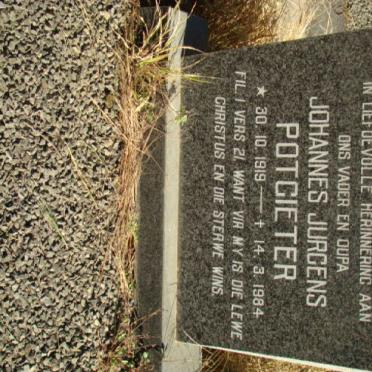 IN LIEFDEVOLLE HERINNERING AAN
ONS VADER EN OUPA
JOHANNES JURGENS
POTGIETER
★ 30. 10. 1919 — † 14. 3. 1984.
FIL. 1 VERS 21. WANT VIR MY IS DIE LEWE
CHRISTUS EN DIE STERWE WINS.